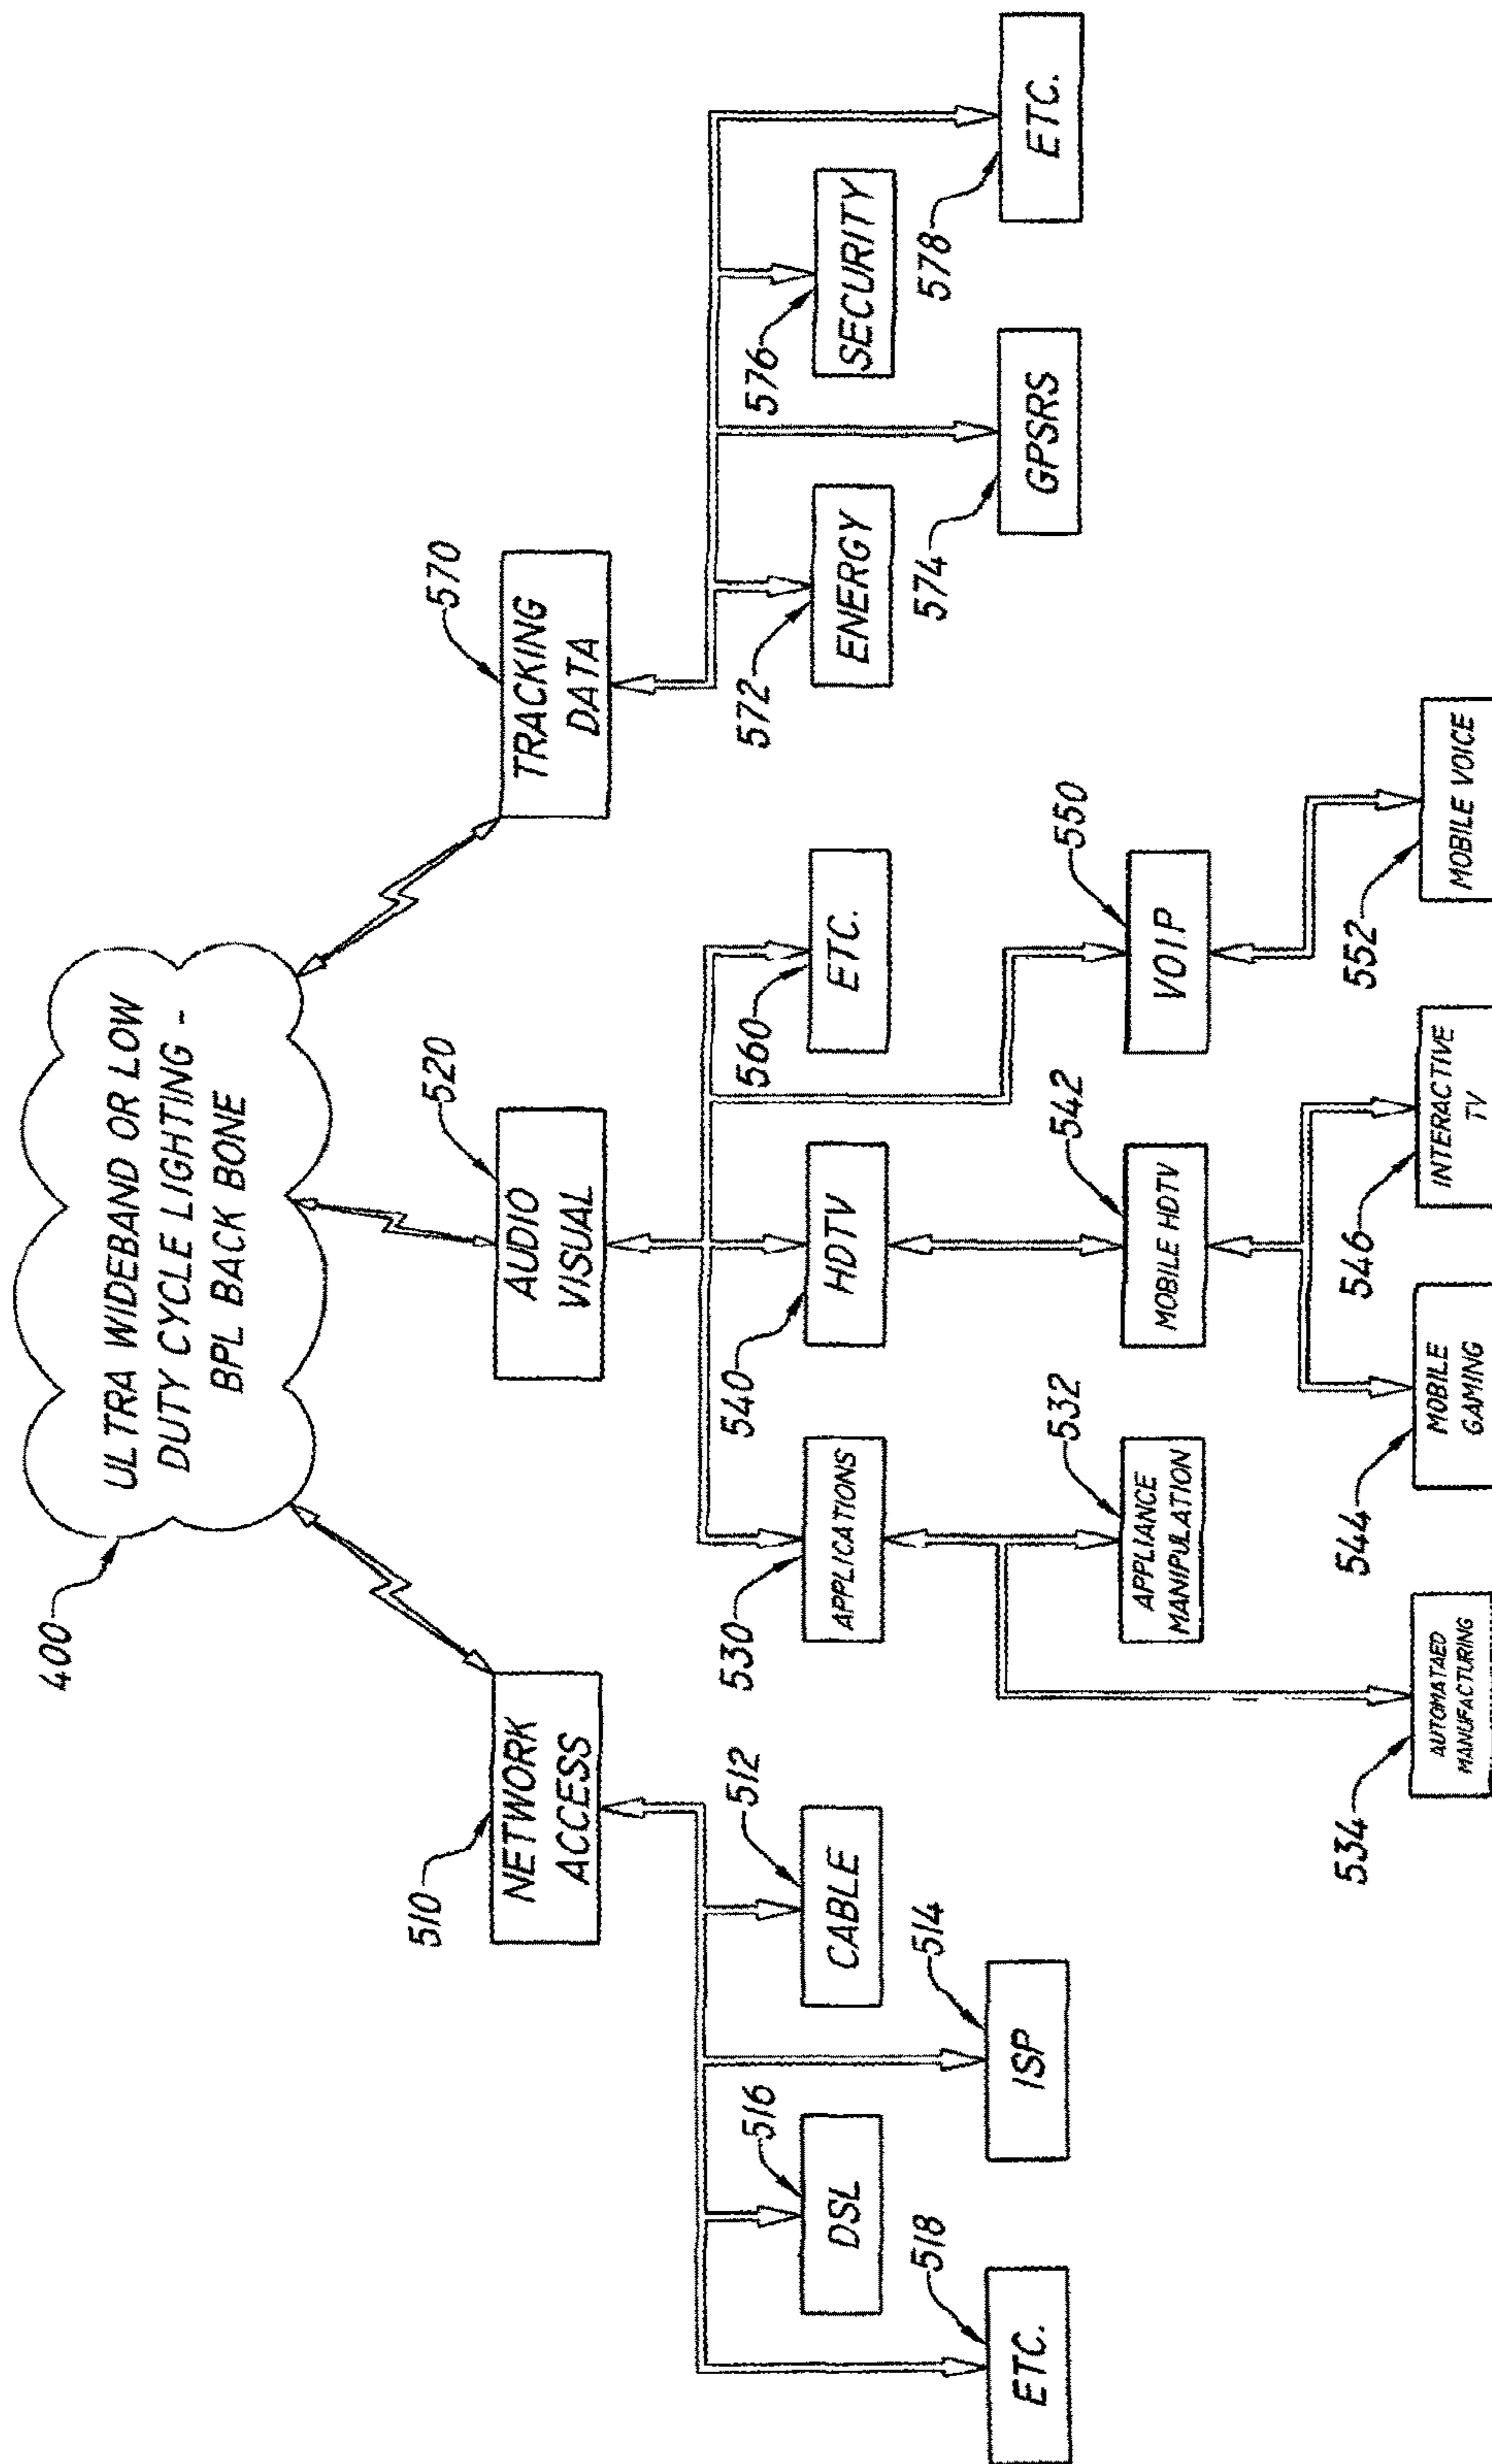 ULTRA WIDEBAND OR LOW
DUTY CYCLE LIGHTING -
BPL BACK BONE
400
510
NETWORK
ACCESS
520
AUDIO
VISUAL
570
TRACKING
DATA
512
CABLE
514
ISP
516
DSL
518
ETC.
530
APPLICATIONS
532
APPLIANCE
MANIPULATION
534
AUTOMATAED
MANUFACTURING
540
HDTV
542
MOBILE HDTV
544
MOBILE
GAMING
546
INTERACTIVE
TV
550
VOIP
552
MOBILE VOICE
560
ETC.
572
ENERGY
574
GPSRS
576
SECURITY
578
ETC.